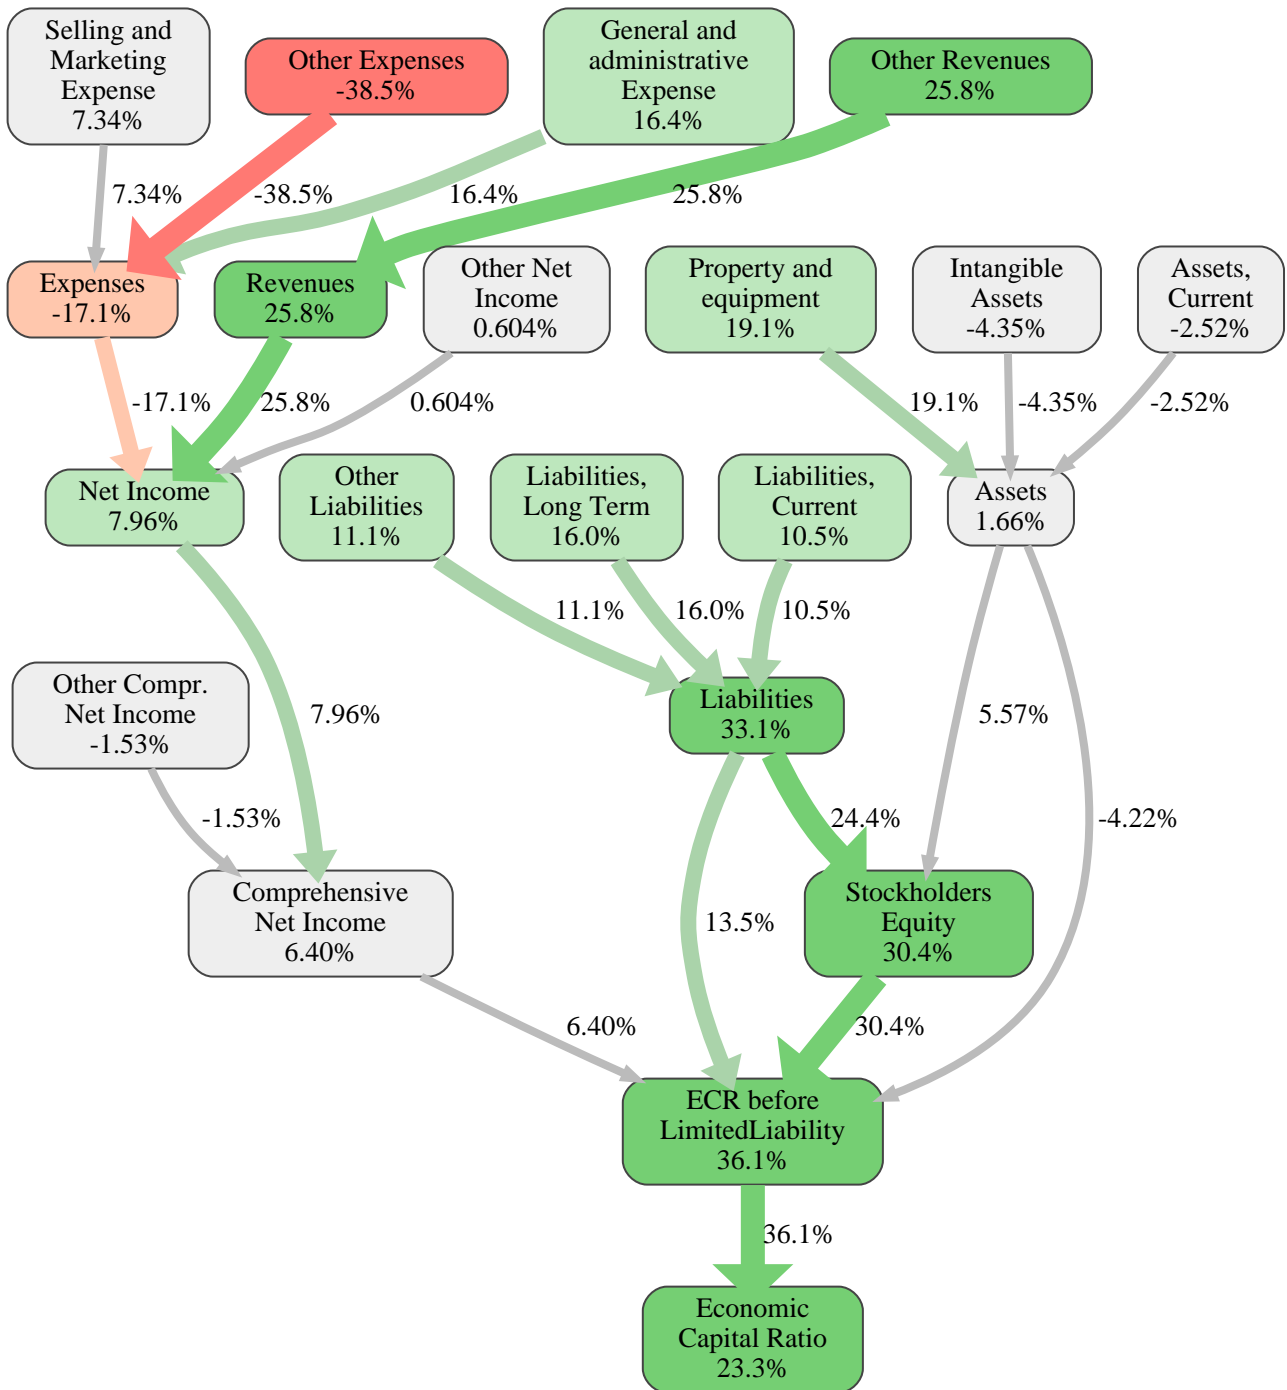 Selling and
Marketing
Expense
7.34%
Other Expenses
-38.5%
General and
administrative
Expense
16.4%
Other Revenues
25.8%
7.34%
-38.5%
16.4%
25.8%
Expenses
-17.1%
Revenues
25.8%
Other Net
Income
0.604%
Property and
equipment
19.1%
Intangible
Assets
-4.35%
Assets,
Current
-2.52%
-17.1%
25.8%
0.604%
19.1%
-4.35%
-2.52%
Net Income
7.96%
Other
Liabilities
11.1%
Liabilities,
Long Term
16.0%
Liabilities,
Current
10.5%
Assets
1.66%
11.1%
16.0%
10.5%
Other Compr.
Net Income
-1.53%
7.96%
Liabilities
33.1%
5.57%
-1.53%
24.4%
-4.22%
Comprehensive
Net Income
6.40%
13.5%
Stockholders
Equity
30.4%
6.40%
30.4%
ECR before
LimitedLiability
36.1%
36.1%
Economic
Capital Ratio
23.3%